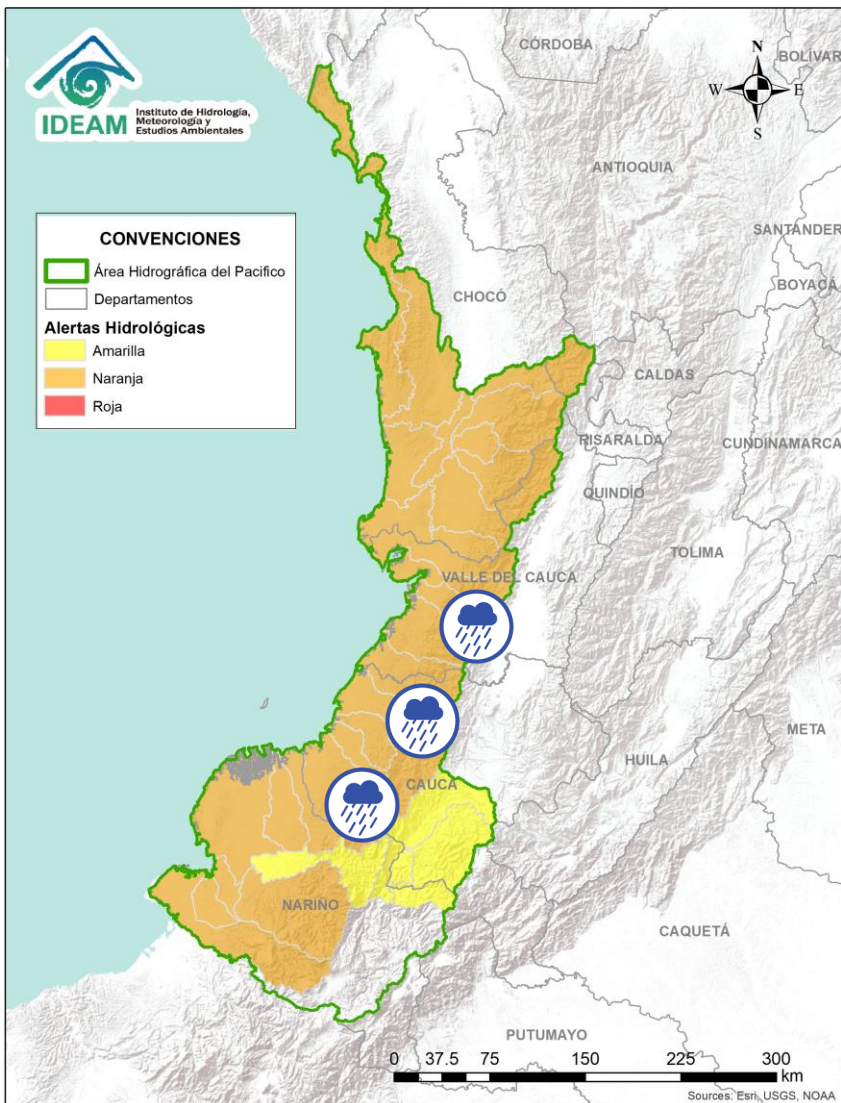 IDEAM
Instituto de Hidrología,
Meteorología y
Estudios Ambientales
CÓRDOBA
BOLÍVAR
N
W
E
S
ANTIOQUIA
SANTANDER
BOYACÁ
CONVENCIONES
Área Hidrográfica del Pacifico
Departamentos
Alertas Hidrológicas
Amarilla
Naranja
Roja
CHOCÓ
CALDAS
RISARALDA
CUNDINAMARCA
QUINDÍO
TOLIMA
VALLE DEL CAUCA
META
HUILA
CAUCA
NARIÑO
CAQUETÁ
PUTUMAYO
0 37.5 75 150 225 300
km
Sources: Esri, USGS, NOAA